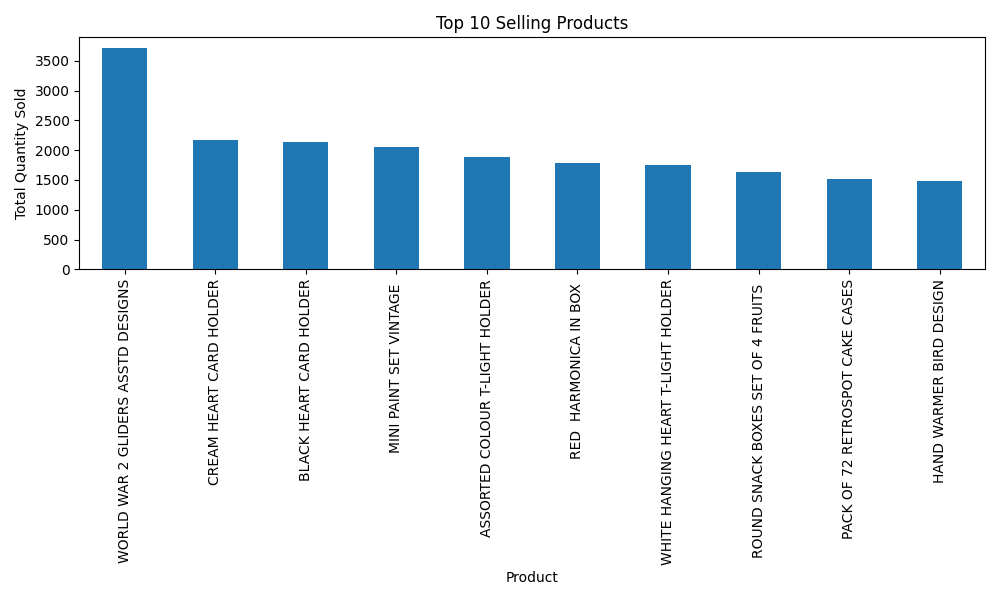 Top 10 Selling Products
Total Quantity Sold
3500
3000
2500
2000
1500
1000
500
0
WORLD WAR 2 GLIDERS ASSTD DESIGNS
CREAM HEART CARD HOLDER
BLACK HEART CARD HOLDER
MINI PAINT SET VINTAGE
ASSORTED COLOUR T-LIGHT HOLDER
RED  HARMONICA IN BOX
WHITE HANGING HEART T-LIGHT HOLDER
ROUND SNACK BOXES SET OF 4 FRUITS
PACK OF 72 RETROSPOT CAKE CASES
HAND WARMER BIRD DESIGN
Product